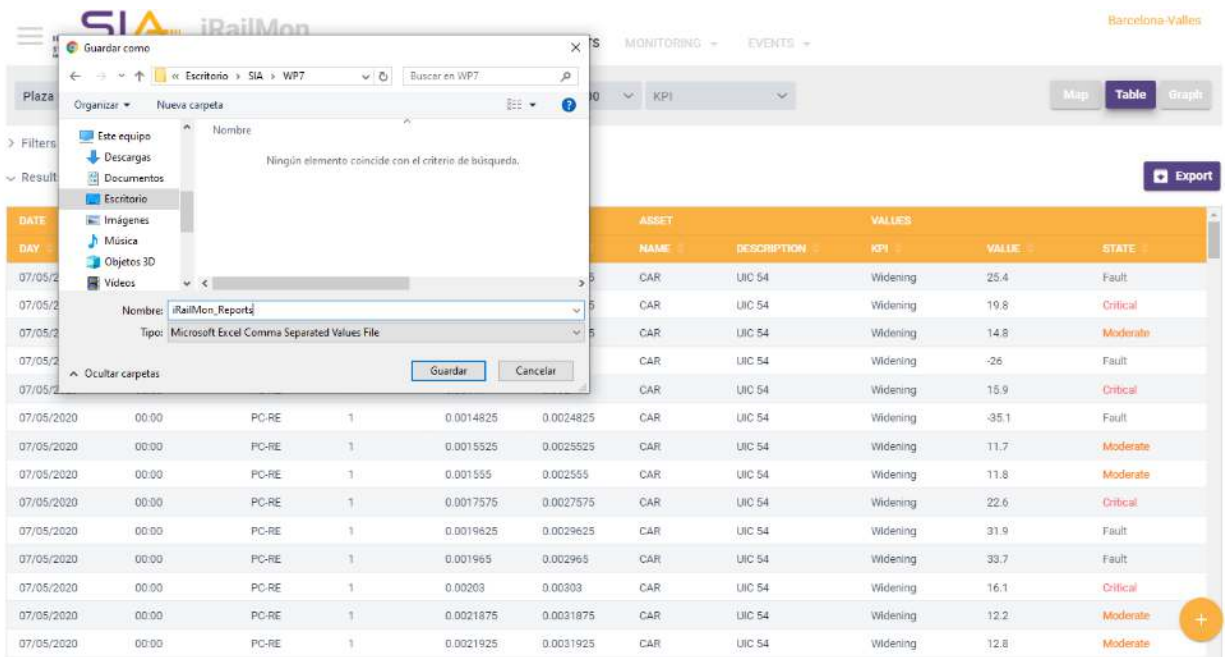 SIA iRailMon Barcelona-Valles
MONITORING EVENTS
Guardar como
« Escritorio > SIA > WP7 Buscar en WP7
Plaza KPI Map Table Graph
Organizar Nueva carpeta
Este equipo Nombre
Filters
Descargas Ningún elemento coincide con el criterio de búsqueda.
Documentos
Result Export
Escritorio
Imágenes
DATE ASSET VALUES
Música
DAY NAME DESCRIPTION KPI VALUE STATE
Objetos 3D
Vídeos
07/05/2 CAR UIC 54 Widening 25.4 Fault
07/05/2 CAR UIC 54 Widening 19.8 Critical
Nombre: iRailMon_Reports
Tipo: Microsoft Excel Comma Separated Values File
07/05/2 CAR UIC 54 Widening 14.8 Moderate
07/05/2 CAR UIC 54 Widening -26 Fault
Ocultar carpetas Guardar Cancelar
CAR UIC 54 Widening 15.9 Critical
07/05/2020 00:00 PC-RE 1 0.0014825 0.0024825 CAR UIC 54 Widening -35.1 Fault
07/05/2020 00:00 PC-RE 1 0.0015525 0.0025525 CAR UIC 54 Widening 11.7 Moderate
07/05/2020 00:00 PC-RE 1 0.001555 0.002555 CAR UIC 54 Widening 11.8 Moderate
07/05/2020 00:00 PC-RE 1 0.0017575 0.0027575 CAR UIC 54 Widening 22.6 Critical
07/05/2020 00:00 PC-RE 1 0.0019625 0.0029625 CAR UIC 54 Widening 31.9 Fault
07/05/2020 00:00 PC-RE 1 0.001965 0.002965 CAR UIC 54 Widening 33.7 Fault
07/05/2020 00:00 PC-RE 1 0.00203 0.00303 CAR UIC 54 Widening 16.1 Critical
07/05/2020 00:00 PC-RE 1 0.0021875 0.0031875 CAR UIC 54 Widening 12.2 Moderate
07/05/2020 00:00 PC-RE 1 0.0021925 0.0031925 CAR UIC 54 Widening 12.8 Moderate